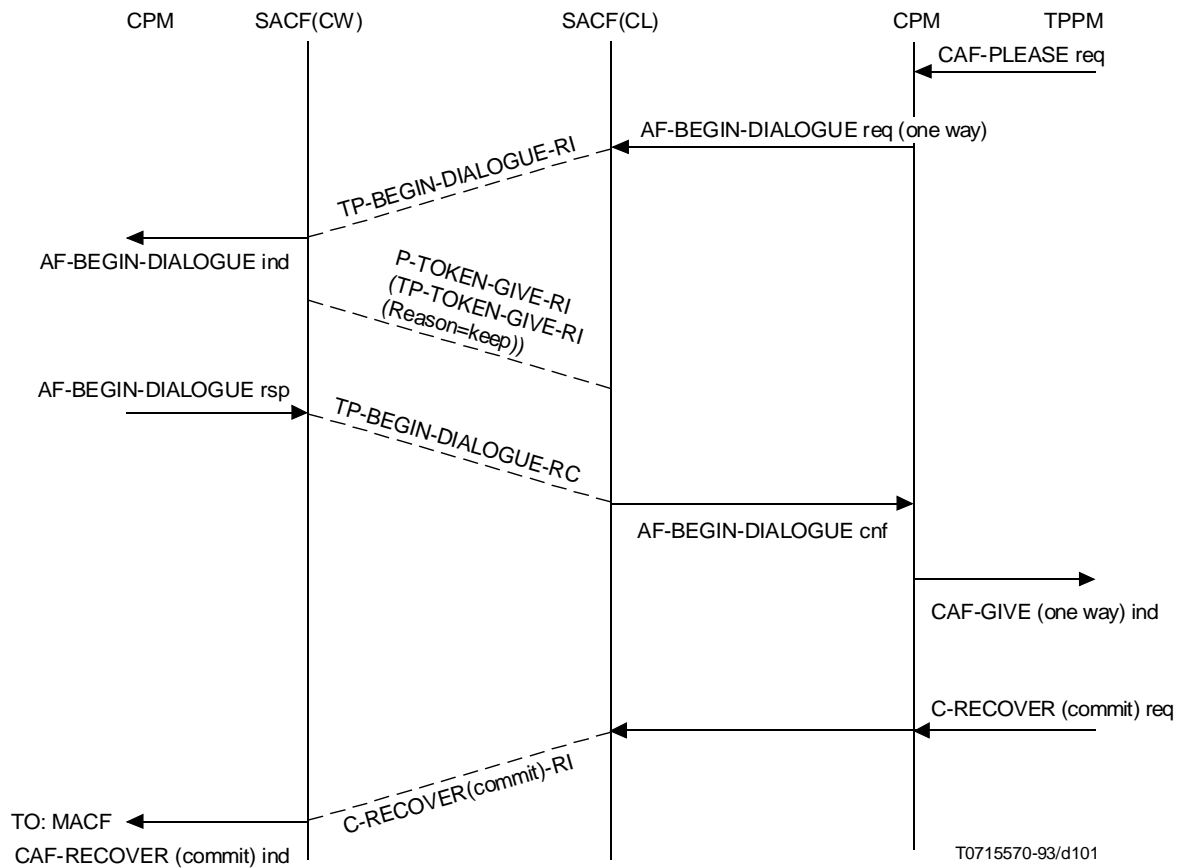 CPM SACF(CW) SACF(CL) CPM TPPM
CAF-PLEASE req
AF-BEGIN-DIALOGUE req (one way)
TP-BEGIN-DIALOGUE-RI
AF-BEGIN-DIALOGUE ind
P-TOKEN-GIVE-RI
(TP-TOKEN-GIVE-RI
(Reason=keep))
AF-BEGIN-DIALOGUE rsp
TP-BEGIN-DIALOGUE-RC
AF-BEGIN-DIALOGUE cnf
CAF-GIVE (one way) ind
C-RECOVER (commit) req
C-RECOVER(commit)-RI
TO: MACF
CAF-RECOVER (commit) ind
T0715570-93/d101